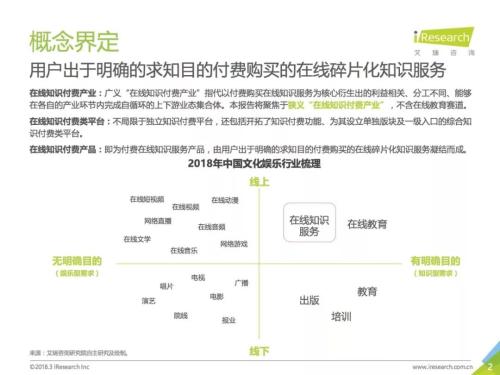 概念界定
iResearch
艾 瑞 咨 询
用户出于明确的求知目的付费购买的在线碎片化知识服务
在线知识付费产业：广义“在线知识付费产业”指代以付费购买在线知识服务为核心衍生出的利益相关、分工不同、能够
在各自的产业环节内完成自循环的上下游业态集合体。本报告将聚焦于狭义“在线知识付费产业”，不含在线教育赛道。
在线知识付费类平台：不局限于独立知识付费平台，还包括开拓了知识付费功能、为其设立单独版块及一级入口的综合知
识付费类平台。
在线知识付费产品：即为付费在线知识服务产品，由用户出于明确的求知目的付费购买的在线碎片化知识服务凝结而成。
2018年中国文化娱乐行业梳理
线上
在线短视频
在线动漫
在线视频
网络直播
在线音频
在线文学
网络游戏
在线音乐
在线知识
服务
在线教育
无明确目的
（娱乐服需求）
有明确目的
（知识服需求）
电视
唱片
广播
演艺
电影
院线
报业
出版
教育
培训
线下
来源：艾瑞咨询研究院自主研究及绘制。
©2018.3 iResearch Inc
www.iresearch.com.cn
2